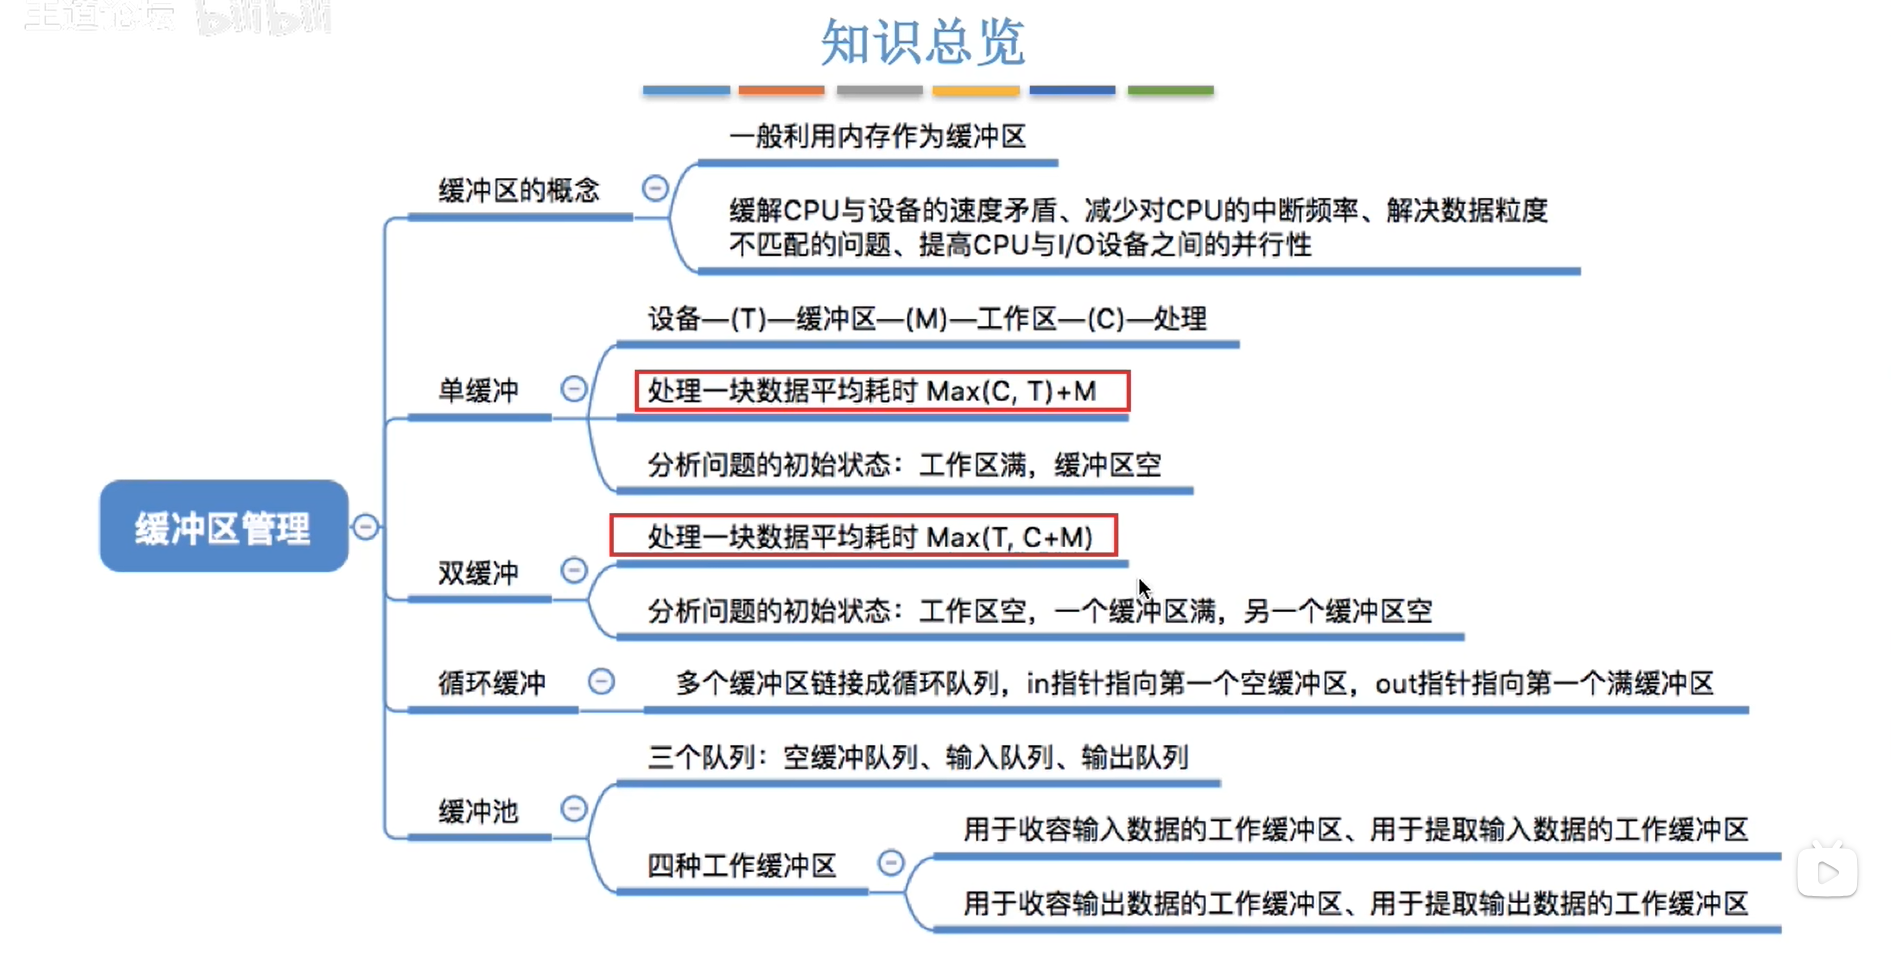 王道论坛 bilibili
知识总览
一般利用内存作为缓冲区
缓冲区的概念
缓解CPU与设备的速度矛盾、减少对CPU的中断频率、解决数据粒度
不匹配的问题、提高CPU与I/O设备之间的并行性
设备—(T)—缓冲区—(M)—工作区—(C)—处理
单缓冲
处理一块数据平均耗时 Max(C, T)+M
分析问题的初始状态：工作区满，缓冲区空
缓冲区管理
处理一块数据平均耗时 Max(T, C+M)
双缓冲
分析问题的初始状态：工作区空，一个缓冲区满，另一个缓冲区空
循环缓冲
多个缓冲区链接成循环队列，in指针指向第一个空缓冲区，out指针指向第一个满缓冲区
三个队列：空缓冲队列、输入队列、输出队列
缓冲池
四种工作缓冲区
用于收容输入数据的工作缓冲区、用于提取输入数据的工作缓冲区
用于收容输出数据的工作缓冲区、用于提取输出数据的工作缓冲区